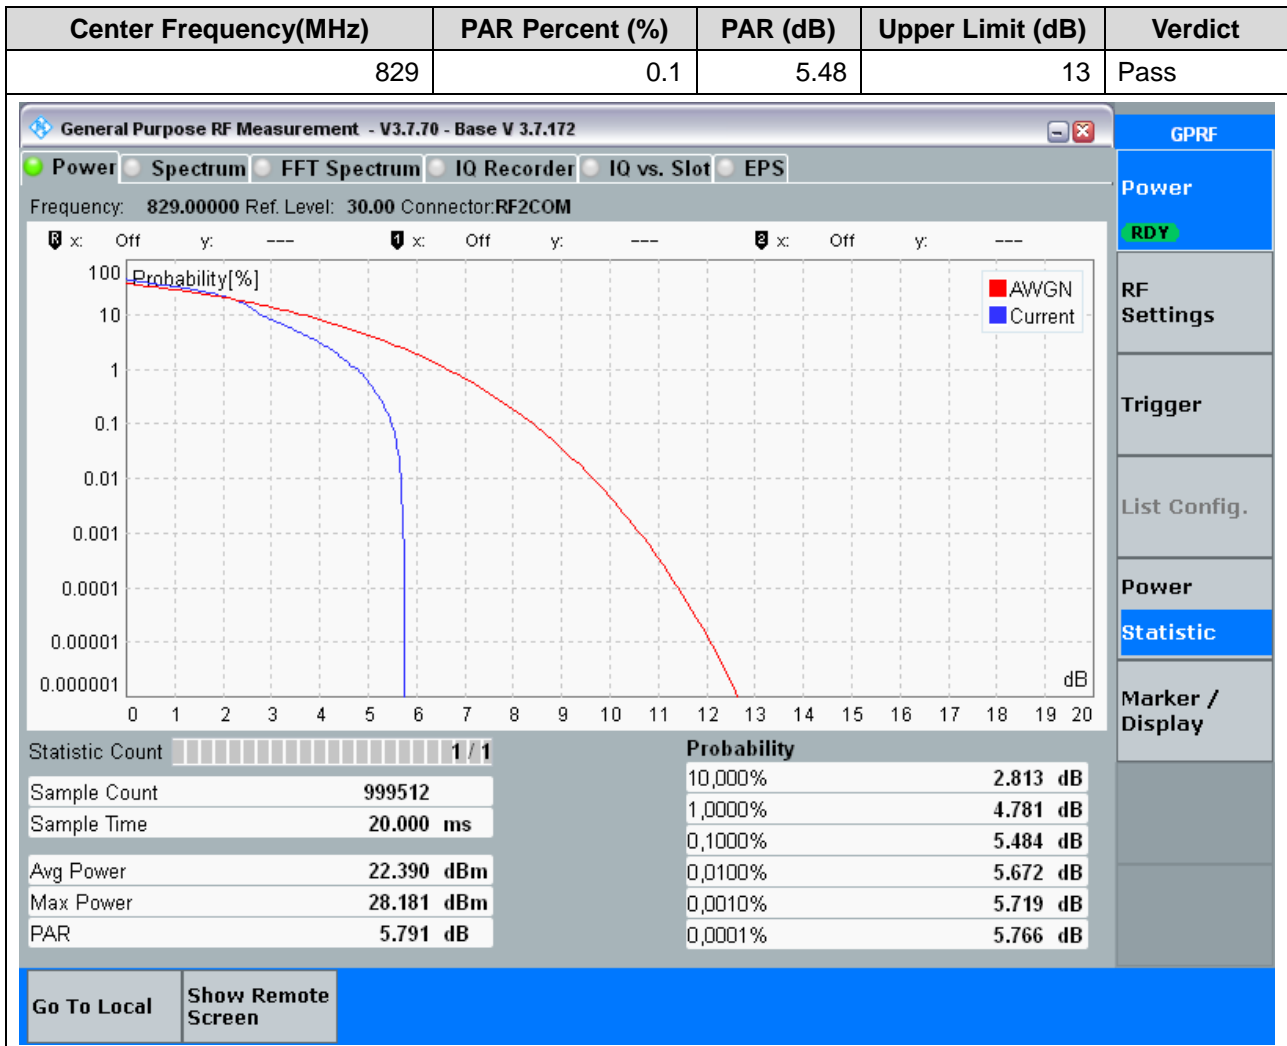 Center Frequency(MHz) PAR Percent (%) PAR (dB) Upper Limit (dB) Verdict
829 0.1 5.48 13 Pass
General Purpose RF Measurement - V3.7.70 - Base V 3.7.172
GPRF
Power Spectrum FFT Spectrum IQ Recorder IQ vs. Slot EPS
Frequency: 829.00000 Ref. Level: 30.00 Connector:RF2COM
Power
RDY
R x: Off y: --- 1 x: Off y: --- 2 x: Off y: ---
100 Probability[%]
AWGN
Current
10
1
0.1
0.01
0.001
0.0001
0.00001
0.000001
dB
0 1 2 3 4 5 6 7 8 9 10 11 12 13 14 15 16 17 18 19 20
RF
Settings
Trigger
List Config.
Power
Statistic
Marker /
Display
Statistic Count 1 / 1
Sample Count 999512
Sample Time 20.000 ms
Avg Power 22.390 dBm
Max Power 28.181 dBm
PAR 5.791 dB
Probability
10,000% 2.813 dB
1,0000% 4.781 dB
0,1000% 5.484 dB
0,0100% 5.672 dB
0,0010% 5.719 dB
0,0001% 5.766 dB
Go To Local
Show Remote
Screen